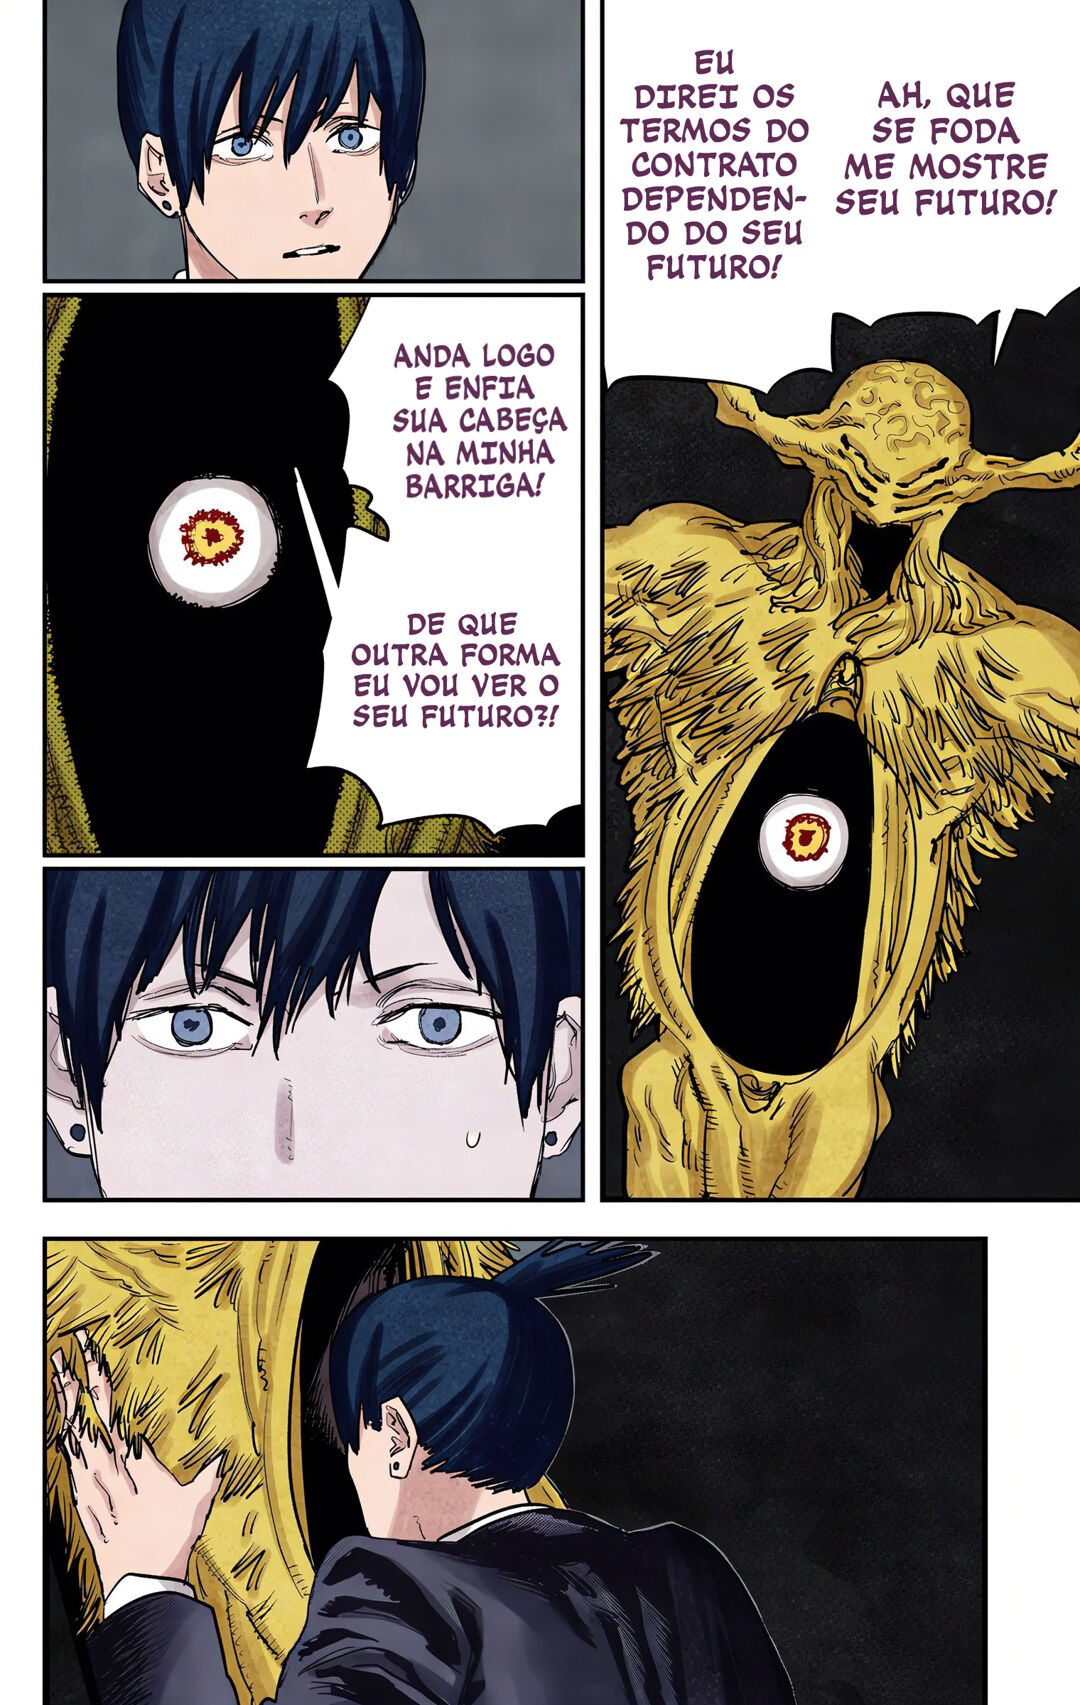 AH, QUE
SE FODA
ME MOSTRE
SEU FUTURO!
EU
DIREI OS
TERMOS DO
CONTRATO
DEPENDEN-
DO DO SEU
FUTURO!
ANDA LOGO
E ENFIA
SUA CABEÇA
NA MINHA
BARRIGA!
DE QUE
OUTRA FORMA
EU VOU VER O
SEU FUTURO?!